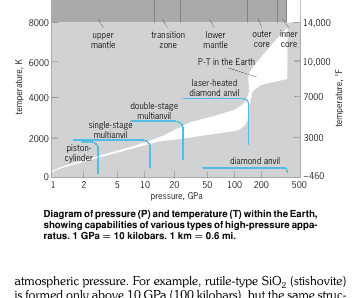 8000
14,000
upper
mantle
transition
zone
lower
mantle
outer
core
inner
core
P-T in the Earth
6000
10,000
laser-heated
diamond anvil
4000
7000
double-stage
multianvil
single-stage
multianvil
2000
3000
piston-
cylinder
diamond anvil
0
-460
temperature, K
temperature, °F
1 2 5 10 20 50 100 200 500
pressure, GPa
Diagram of pressure (P) and temperature (T) within the Earth,
showing capabilities of various types of high-pressure appa-
ratus. 1 GPa = 10 kilobars. 1 km = 0.6 mi.
atmospheric pressure. For example, rutile-type SiO₂ (stishovite)
is formed only above 10 GPa (100 kilobars), but the same struc-